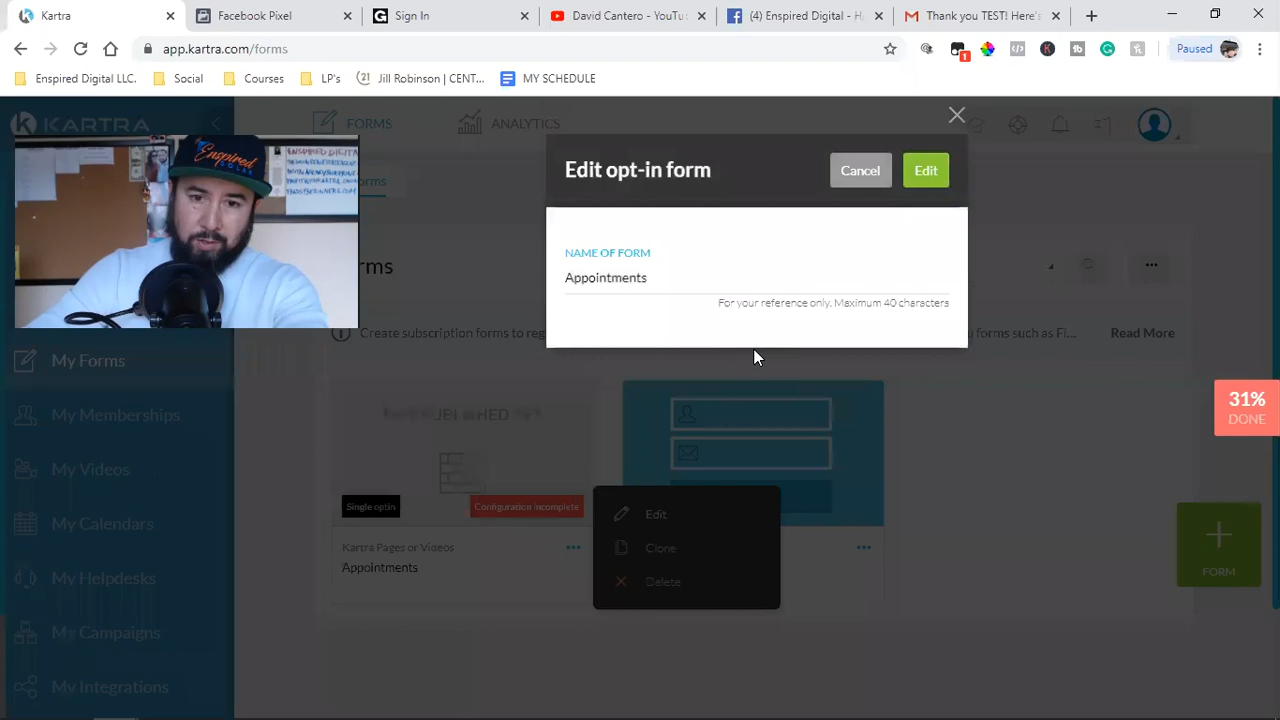 Kartra
Facebook Pixel
Sign In
David Cantero - YouTu
(4) Enspired Digital - H
Thank you TEST! Here's
app.kartra.com/forms
1
Paused
Enspired Digital LLC.
Social
Courses
LP's
Jill Robinson | CENT...
MY SCHEDULE
KARTRA
FORMS
ANALYTICS
Edit opt-in form
Cancel
Edit
NAME OF FORM
Appointments
For your reference only. Maximum 40 characters
Enspired
Create subscription forms to reg
forms such as Fi...
Read More
My Forms
My Memberships
My Videos
My Calendars
My Helpdesks
My Campaigns
My Integrations
Single optin
Configuration incomplete
Kartra Pages or Videos
Appointments
Edit
Clone
Delete
31%
DONE
FORM